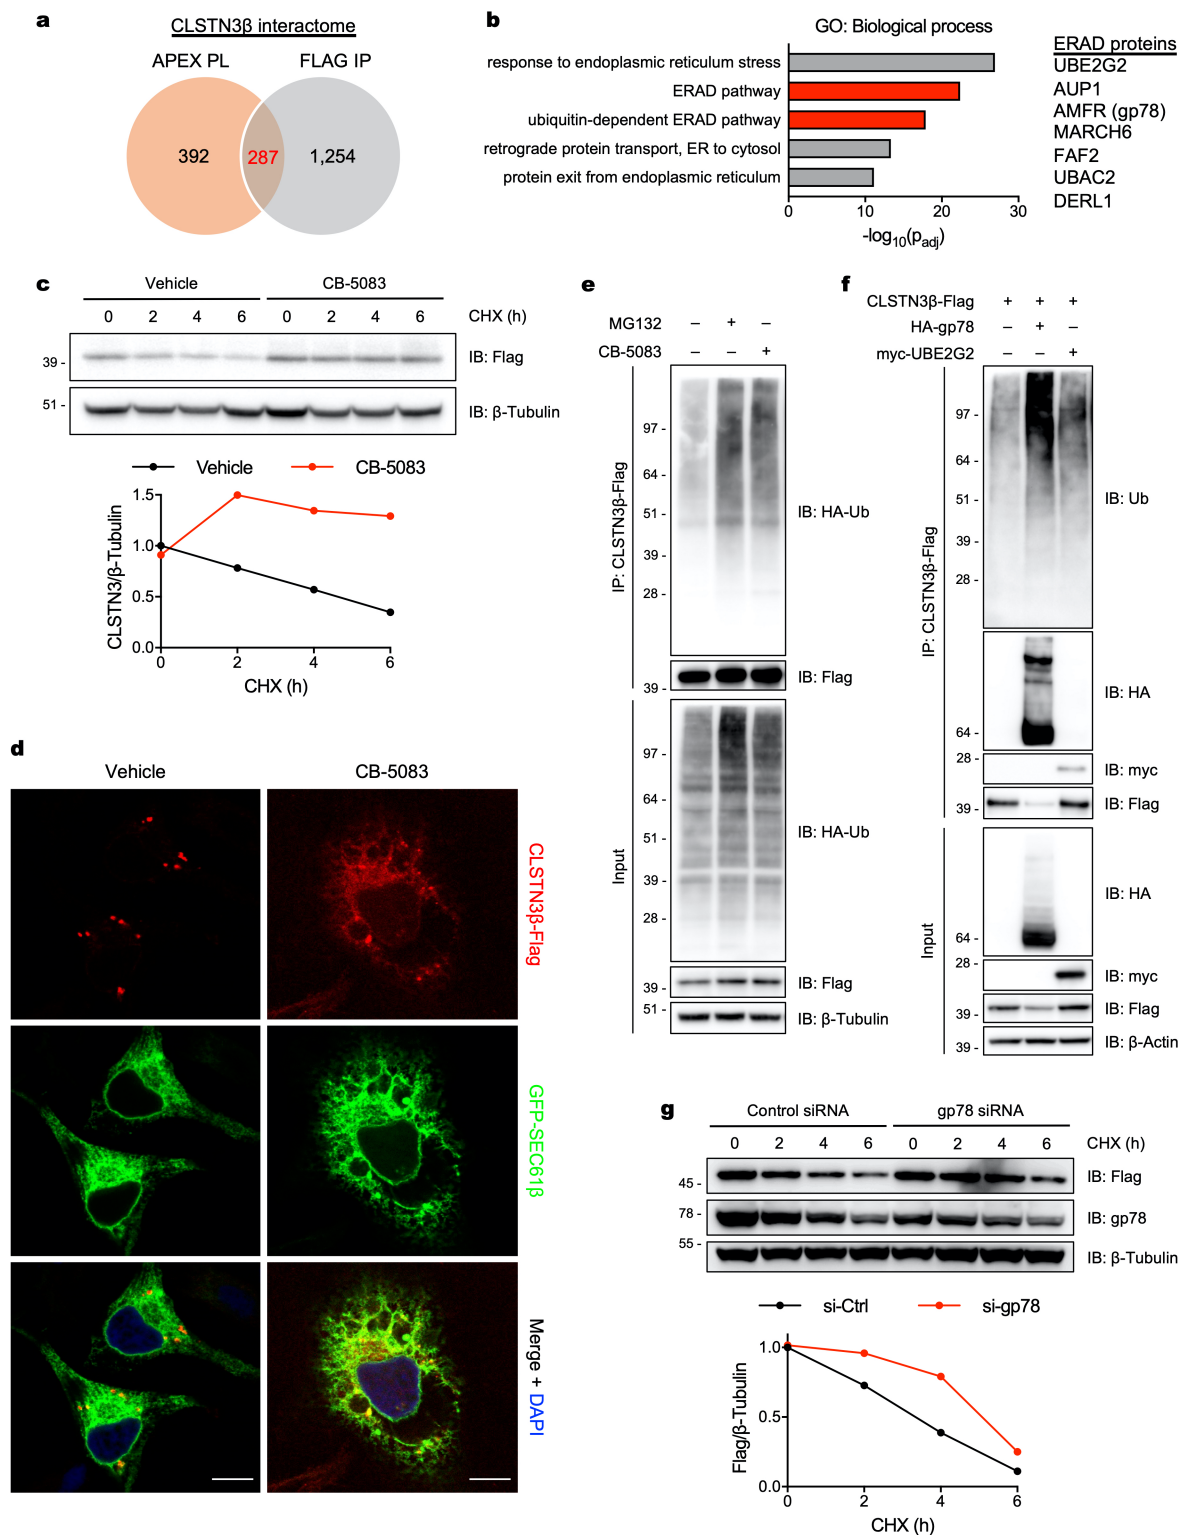 a
CLSTN3β interactome
APEX PL FLAG IP
392 287 1,254
b
GO: Biological process
response to endoplasmic reticulum stress
ERAD pathway
ubiquitin-dependent ERAD pathway
retrograde protein transport, ER to cytosol
protein exit from endoplasmic reticulum
0 10 20 30
-log10(padj)
ERAD proteins
UBE2G2
AUP1
AMFR (gp78)
MARCH6
FAF2
UBAC2
DERL1
c
Vehicle CB-5083
0 2 4 6 0 2 4 6 CHX (h)
39 - IB: Flag
51 - IB: β-Tubulin
Vehicle CB-5083
CLSTN3/β-Tubulin
1.5
1.0
0.5
0.0
0 2 4 6
CHX (h)
d
Vehicle CB-5083
CLSTN3β-Flag
GFP-SEC61β
Merge + DAPI
e
MG132 – + –
CB-5083 – – +
IP: CLSTN3β-Flag
97 -
64 -
51 - IB: HA-Ub
39 -
28 -
39 - IB: Flag
Input
97 -
64 -
51 - IB: HA-Ub
39 -
28 -
39 - IB: Flag
51 - IB: β-Tubulin
f
CLSTN3β-Flag + + +
HA-gp78 – + –
myc-UBE2G2 – – +
IP: CLSTN3β-Flag
97 -
64 -
51 - IB: Ub
39 -
28 -
IB: HA
64 -
28 - IB: myc
39 - IB: Flag
Input
IB: HA
64 -
28 - IB: myc
39 - IB: Flag
39 - IB: β-Actin
g
Control siRNA gp78 siRNA
0 2 4 6 0 2 4 6 CHX (h)
45 - IB: Flag
78 - IB: gp78
55 - IB: β-Tubulin
si-Ctrl si-gp78
Flag/β-Tubulin
1.0
0.5
0.0
0 2 4 6
CHX (h)